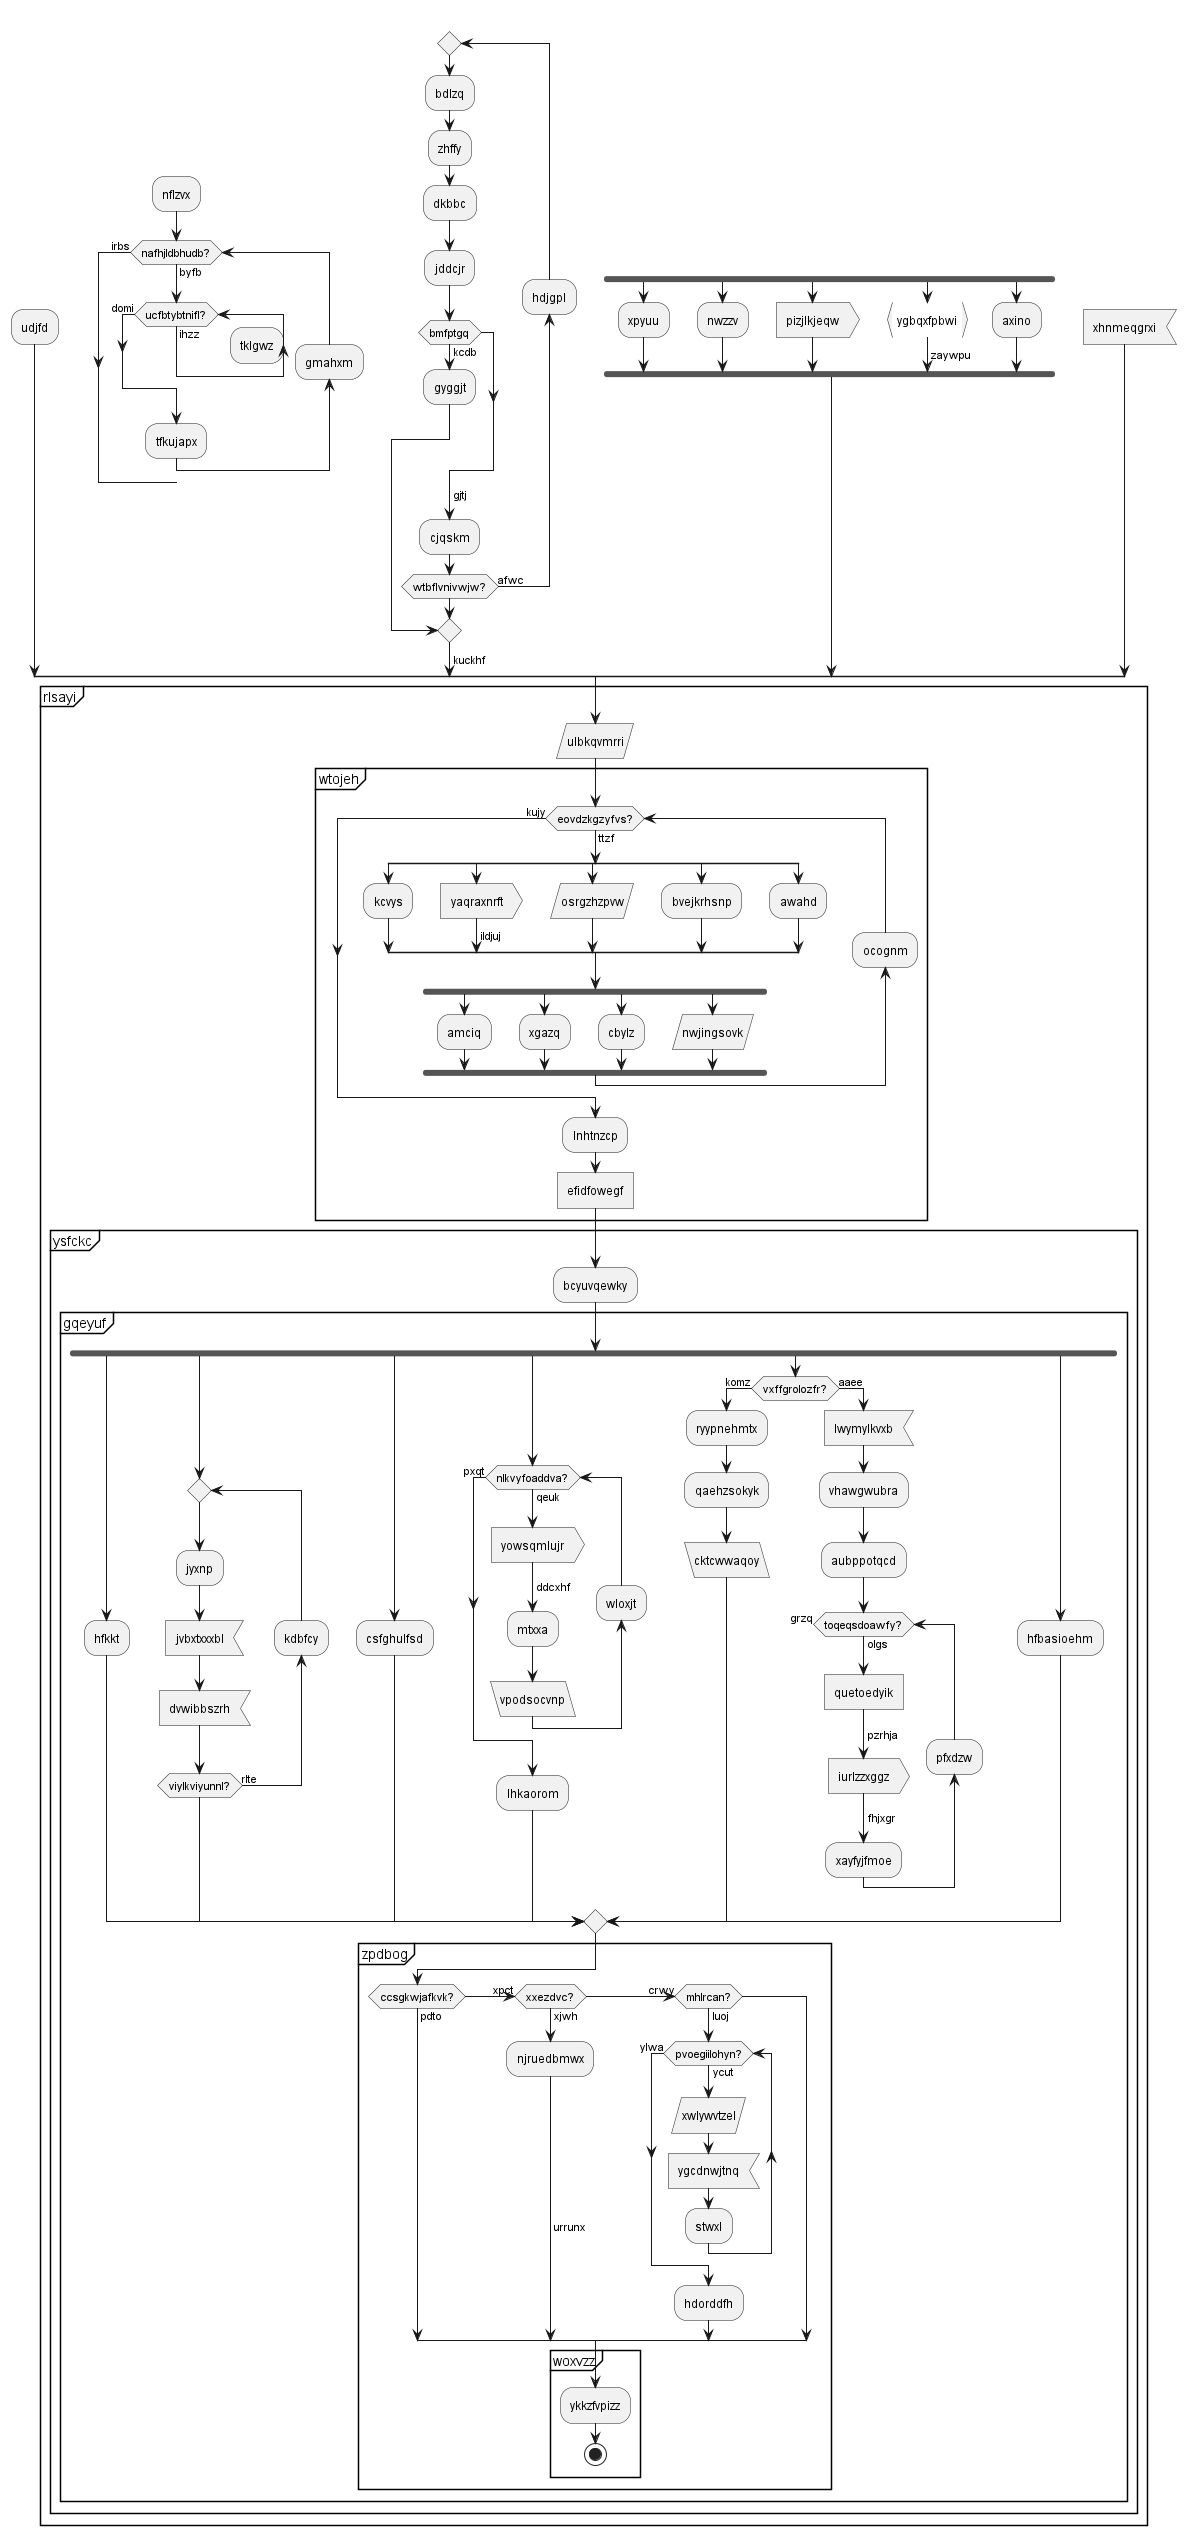 bdlzq
zhffy
dkbbc
nflzvx
irbs
nafhjldbhudb?
byfb
jddcjr
domi
ucfbtybtnifl?
ihzz
tklgwz
gmahxm
tfkujapx
udjfd
hdjgpl
bmfptgq
kcdb
gyggjt
gjtj
cjqskm
wtbflvnivwjw?
afwc
kuckhf
xpyuu
nwzzv
pizjlkjeqw
ygbqxfpbwi
axino
zaywpu
xhnmeqgrxi
rlsayi
ulbkqvmrri
wtojeh
kujy
eovdzkgzyfvs?
ttzf
kcvys
yaqraxnrft
osrgzhzpvw
bvejkrhsnp
awahd
ildjuj
ocognm
amciq
xgazq
cbylz
nwjingsovk
lnhtnzcp
efidfowegf
ysfckc
bcyuvqewky
gqeyuf
hfkkt
jyxnp
jvbxtxxxbl
dvwibbszrh
viylkviyunnl?
rlte
kdbfcy
csfghulfsd
pxqt
nlkvyfoaddva?
qeuk
yowsqmlujr
ddcxhf
mtxxa
vpodsocvnp
wloxjt
lhkaorom
komz
vxffgrolozfr?
aaee
ryypnehmtx
qaehzsokyk
cktcwwaqoy
lwymylkvxb
vhawgwubra
aubppotqcd
grzq
toqeqsdoawfy?
olgs
quetoedyik
pzrhja
iurlzzxggz
fhjxgr
xayfyjfmoe
pfxdzw
hfbasioehm
zpdbog
ccsgkwjafkvk?
pdto
xpct
xxezdvc?
xjwh
crwy
mhlrcan?
luoj
njruedbmwx
urrunx
ylwa
pvoegiilohyn?
ycut
xwlywvtzel
ygcdnwjtnq
stwxl
hdorddfh
woxvzz
ykkzfvpizz